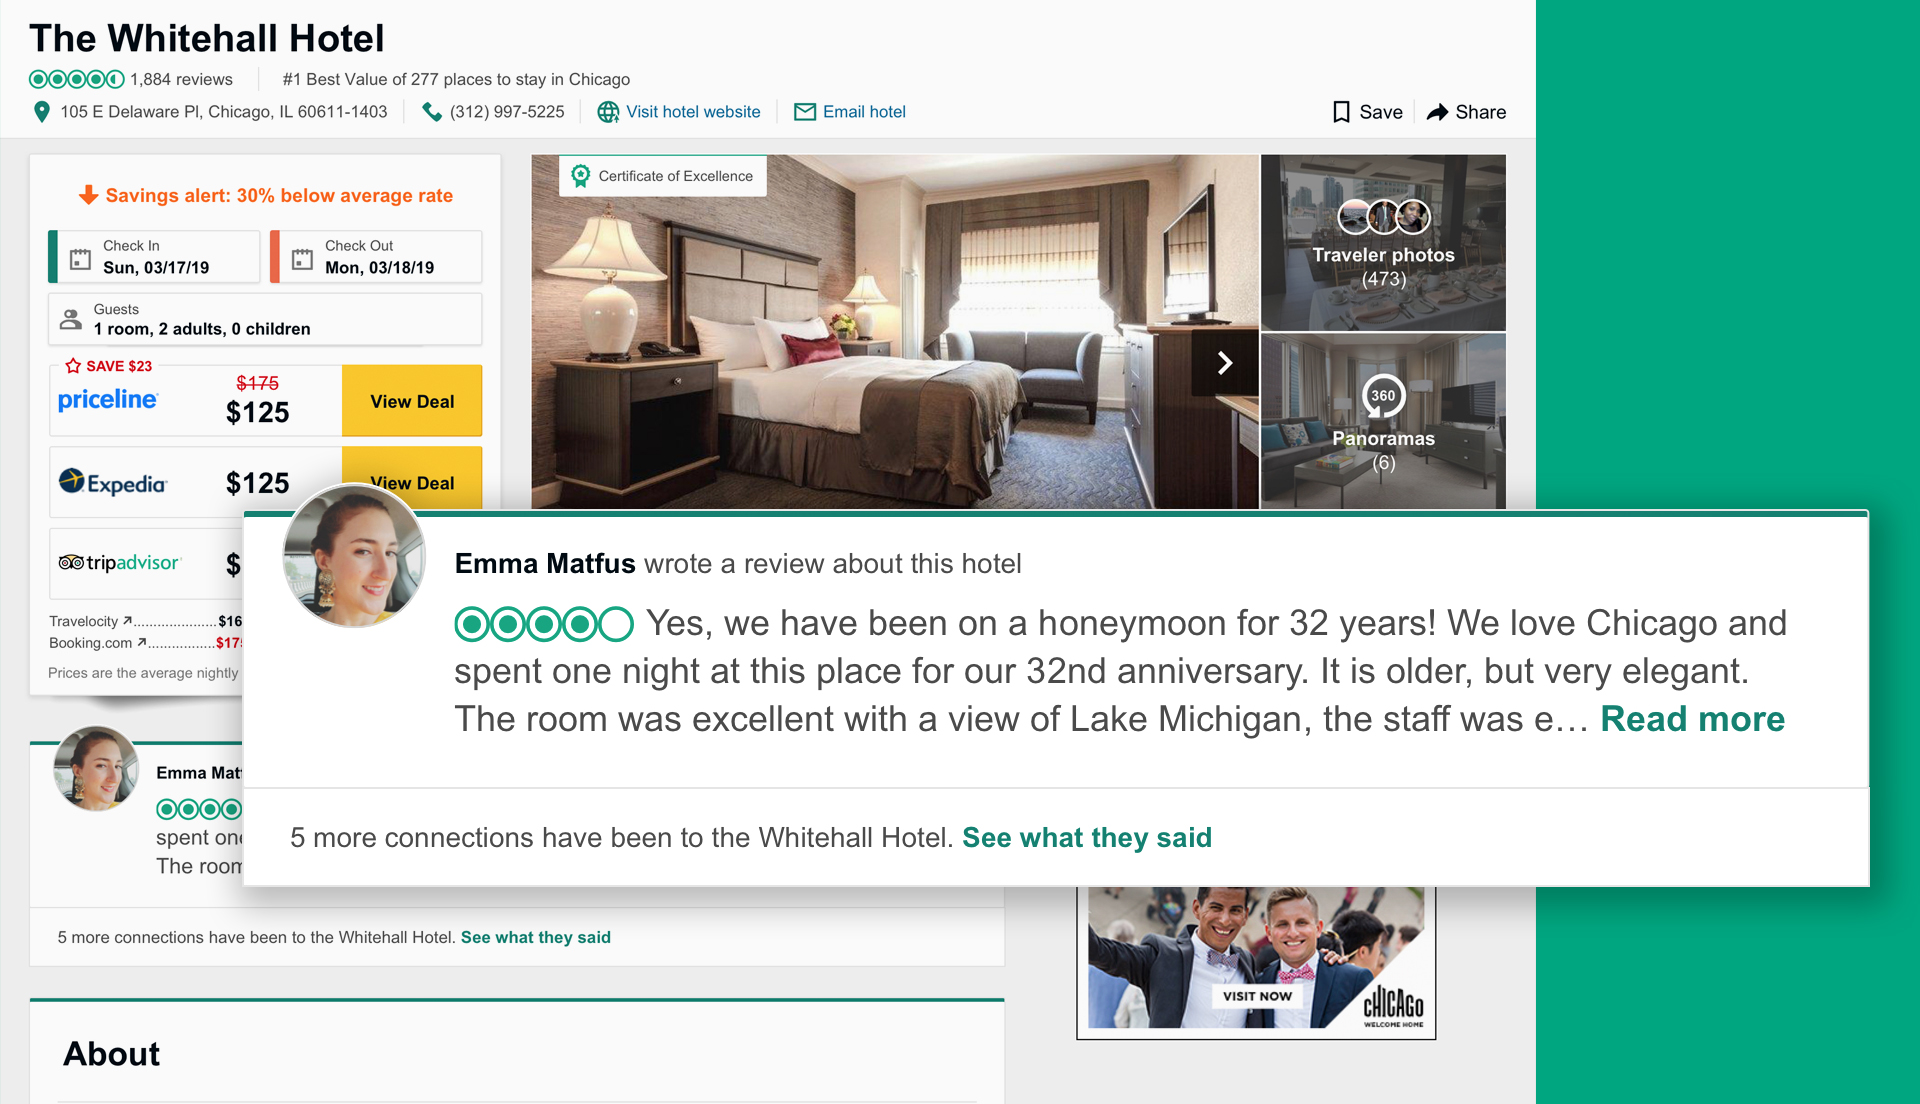 The Whitehall Hotel
1,884 reviews
#1 Best Value of 277 places to stay in Chicago
105 E Delaware Pl, Chicago, IL 60611-1403
(312) 997-5225
Visit hotel website
Email hotel
Save
Share
Savings alert: 30% below average rate
Check In
Sun, 03/17/19
Check Out
Mon, 03/18/19
Guests
1 room, 2 adults, 0 children
SAVE $23
priceline
$175
$125
View Deal
Expedia
$125
View Deal
tripadvisor
$
Travelocity ....................$16
Booking.com ................$17
Prices are the average nightly
Certificate of Excellence
Traveler photos
(473)
360
Panoramas
(6)
Emma Matfus wrote a review about this hotel
Yes, we have been on a honeymoon for 32 years! We love Chicago and
spent one night at this place for our 32nd anniversary. It is older, but very elegant.
The room was excellent with a view of Lake Michigan, the staff was e… Read more
5 more connections have been to the Whitehall Hotel. See what they said
Emma Mat
spent one
The room
5 more connections have been to the Whitehall Hotel. See what they said
VISIT NOW
CHICAGO
WELCOME HOME
About